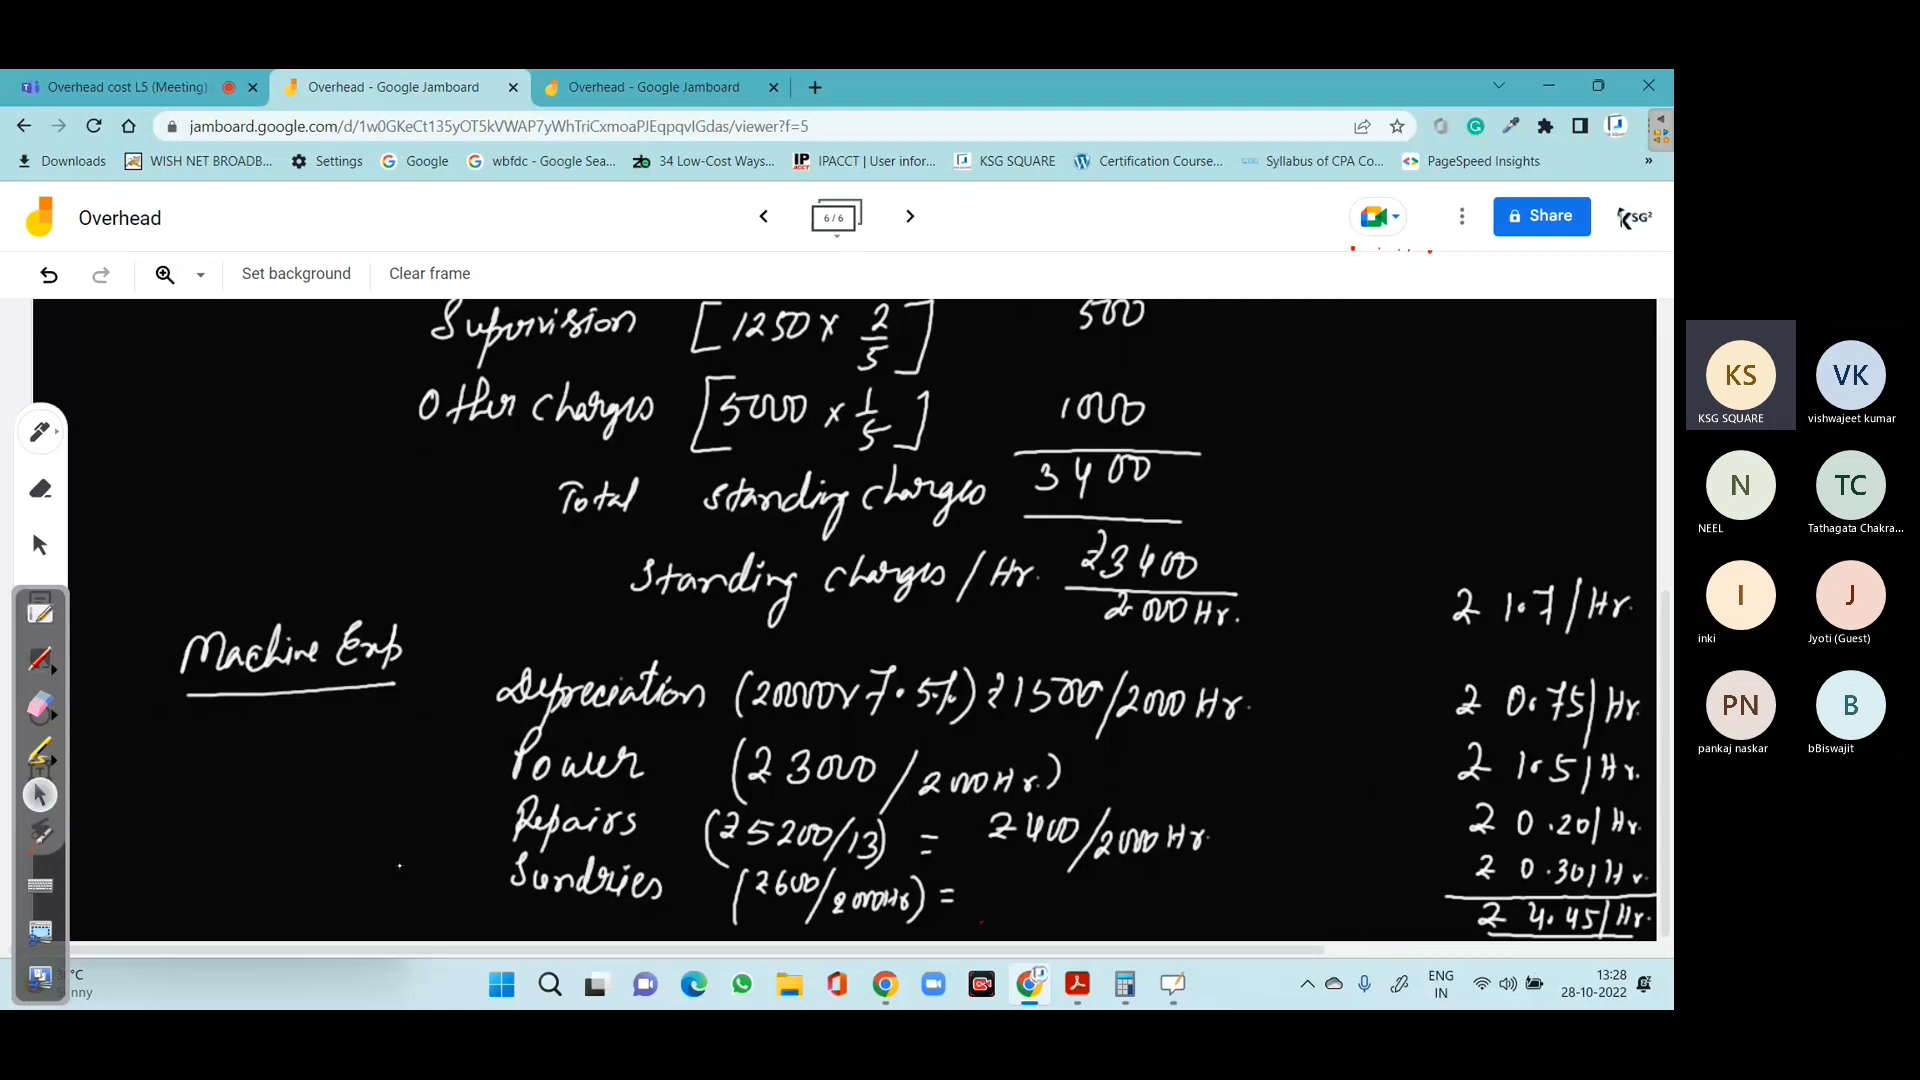 Overhead cost L5 (Meeting)
Overhead - Google Jamboard
Overhead - Google Jamboard
jamboard.google.com/d/1w0GKeCt135yOT5kVWAP7yWhTriCxmoaPJEqpqvIGdas/viewer?f=5
Downloads
WISH NET BROADB...
Settings
Google
wbfdc - Google Sea...
34 Low-Cost Ways...
IPACCT | User infor...
KSG SQUARE
Certification Course...
Syllabus of CPA Co...
PageSpeed Insights
»
Overhead
6 / 6
Share
KSG²
Set background
Clear frame
Supervision [1250 x 2/5] 500
Other charges [5000 x 1/5] 1000
Total standing charges 3400
Standing charges / Hr. ₹3400 / 2000 Hr. ₹ 1.7/Hr.
Machine Exp
Depreciation (20000 x 7.5%) ₹1500/2000 Hr. ₹ 0.75/Hr.
Power (₹3000/2000Hr.) ₹ 1.5/Hr.
Repairs (₹5200/13) = ₹400/2000 Hr. ₹ 0.20/Hr.
Sundries (₹600/2000Hr) = ₹ 0.30/Hr.
₹ 4.45/Hr.
KS
KSG SQUARE
VK
vishwajeet kumar
N
NEEL
TC
Tathagata Chakra...
I
inki
J
Jyoti (Guest)
PN
pankaj naskar
B
bBiswajit
ENG
IN
13:28
28-10-2022